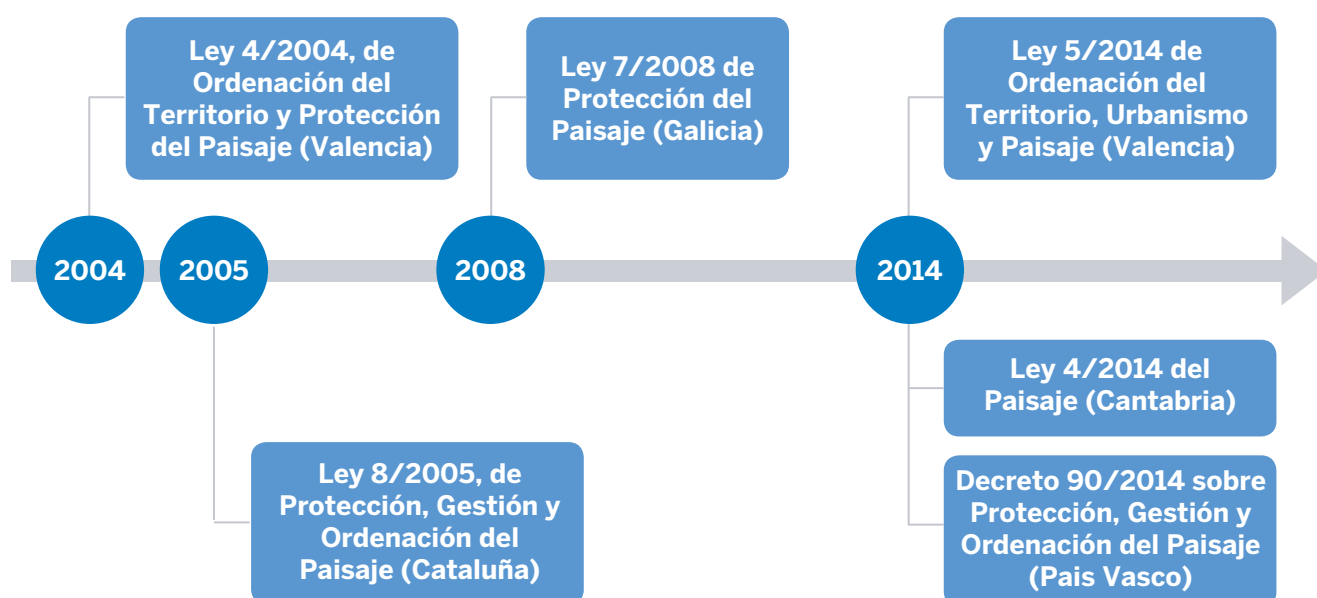 Ley 4/2004, de
Ordenación del
Territorio y Protección
del Paisaje (Valencia)
Ley 7/2008 de
Protección del
Paisaje (Galicia)
Ley 5/2014 de
Ordenación del
Territorio, Urbanismo
y Paisaje (Valencia)
2004
2005
2008
2014
Ley 8/2005, de
Protección, Gestión y
Ordenación del
Paisaje (Cataluña)
Ley 4/2014 del
Paisaje (Cantabria)
Decreto 90/2014 sobre
Protección, Gestión y
Ordenación del Paisaje
(Pais Vasco)